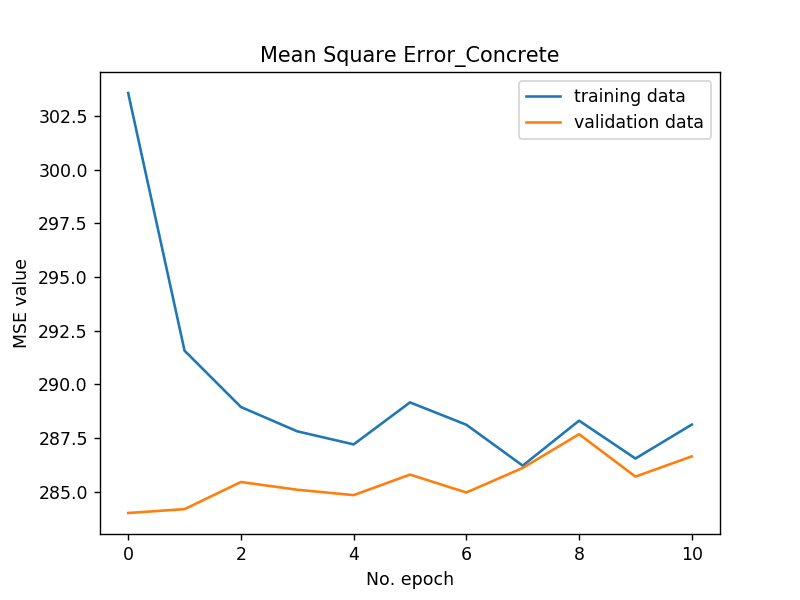 Mean Square Error_Concrete
training data
validation data
302.5
300.0
297.5
295.0
292.5
290.0
287.5
285.0
MSE value
0 2 4 6 8 10
No. epoch